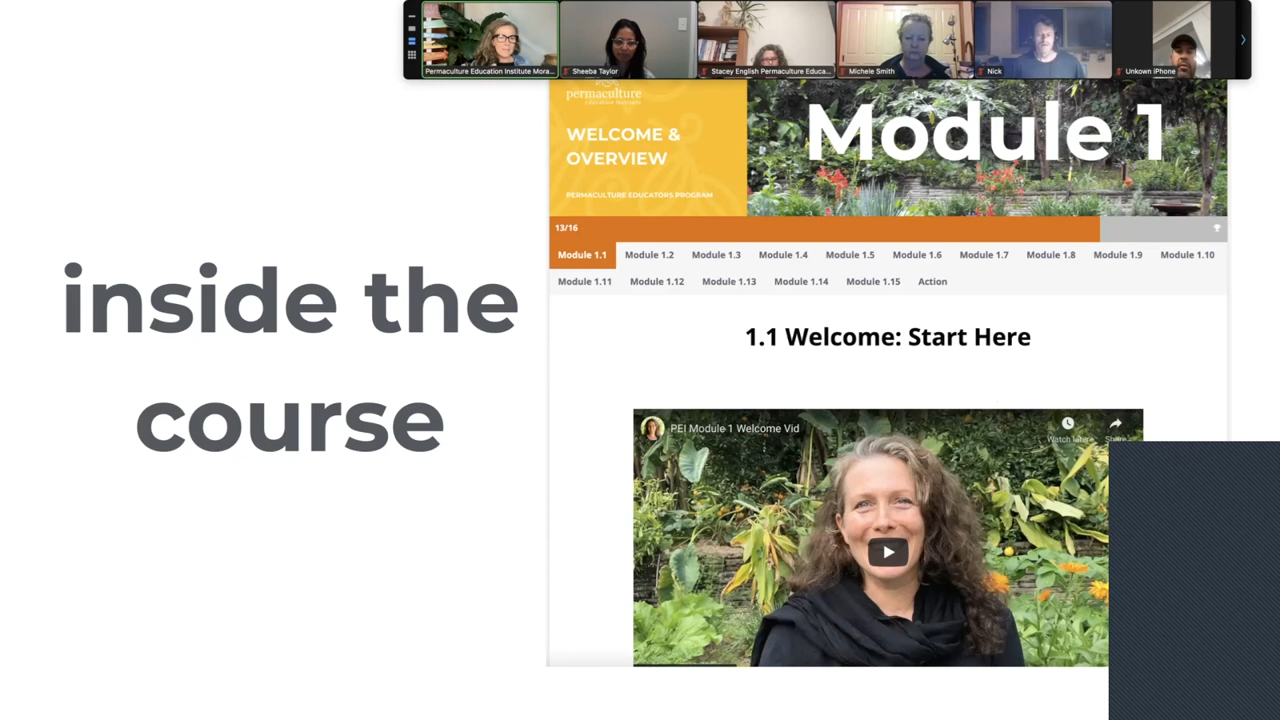 Permaculture Education Institute Mora...
Sheeba Taylor
Stacey English Permaculture Educa...
Michele Smith
Nick
Unkown iPhone
inside the
course
permaculture
education institute
WELCOME &
OVERVIEW
PERMACULTURE EDUCATORS PROGRAM
Module 1
13/16
Module 1.1 Module 1.2 Module 1.3 Module 1.4 Module 1.5 Module 1.6 Module 1.7 Module 1.8 Module 1.9 Module 1.10
Module 1.11 Module 1.12 Module 1.13 Module 1.14 Module 1.15 Action
1.1 Welcome: Start Here
PEI Module 1 Welcome Vid
Watch later
Share